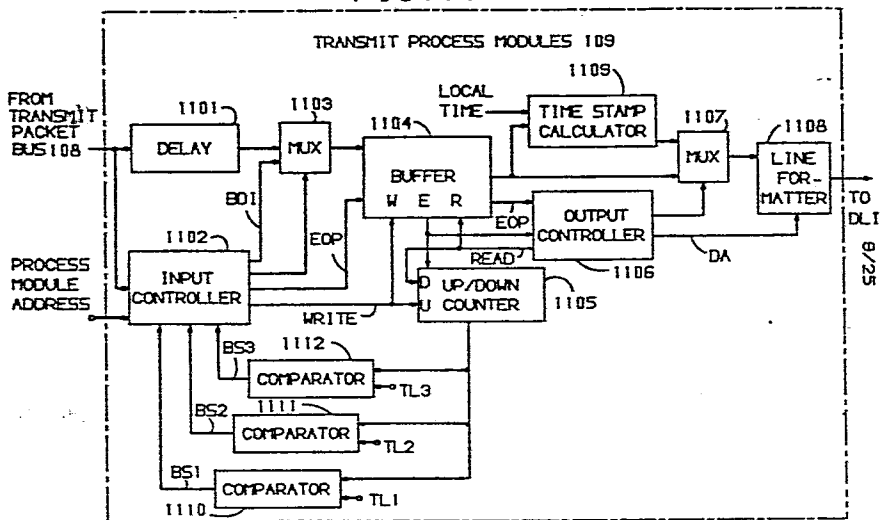 TRANSMIT PROCESS MODULES 109
FROM
TRANSMIT
PACKET
BUS 108
1101
DELAY
1103
MUX
1104
BUFFER
W E R
LOCAL
TIME
1109
TIME STAMP
CALCULATOR
1107
MUX
1108
LINE
FOR-
MATTER
TO
DLI
8/25
BDI
EOP
EOP
OUTPUT
CONTROLLER
1106
DA
READ
1102
INPUT
CONTROLLER
PROCESS
MODULE
ADDRESS
WRITE
D UP/DOWN
U COUNTER
1105
BS3
1112
COMPARATOR
TL3
BS2
1111
COMPARATOR
TL2
BS1
COMPARATOR
1110
TL1